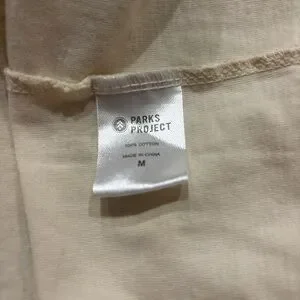 PARKS
PROJECT
100% COTTON
MADE IN CHINA
M